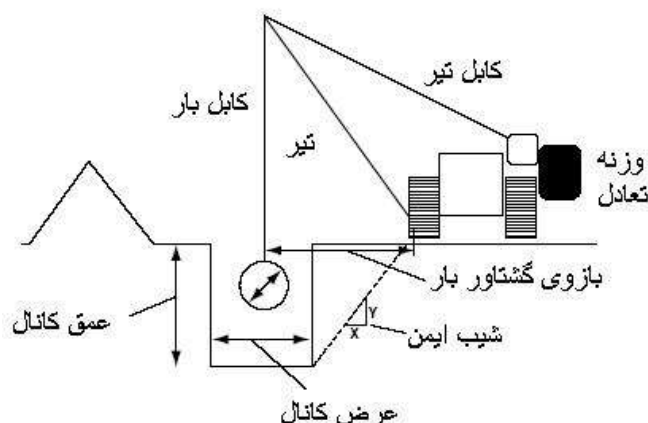 کابل تیر
کابل بار
تیر
وزنه
تعادل
بازوی گشتاور بار
عمق کانال
Y
X
شیب ایمن
عرض کانال